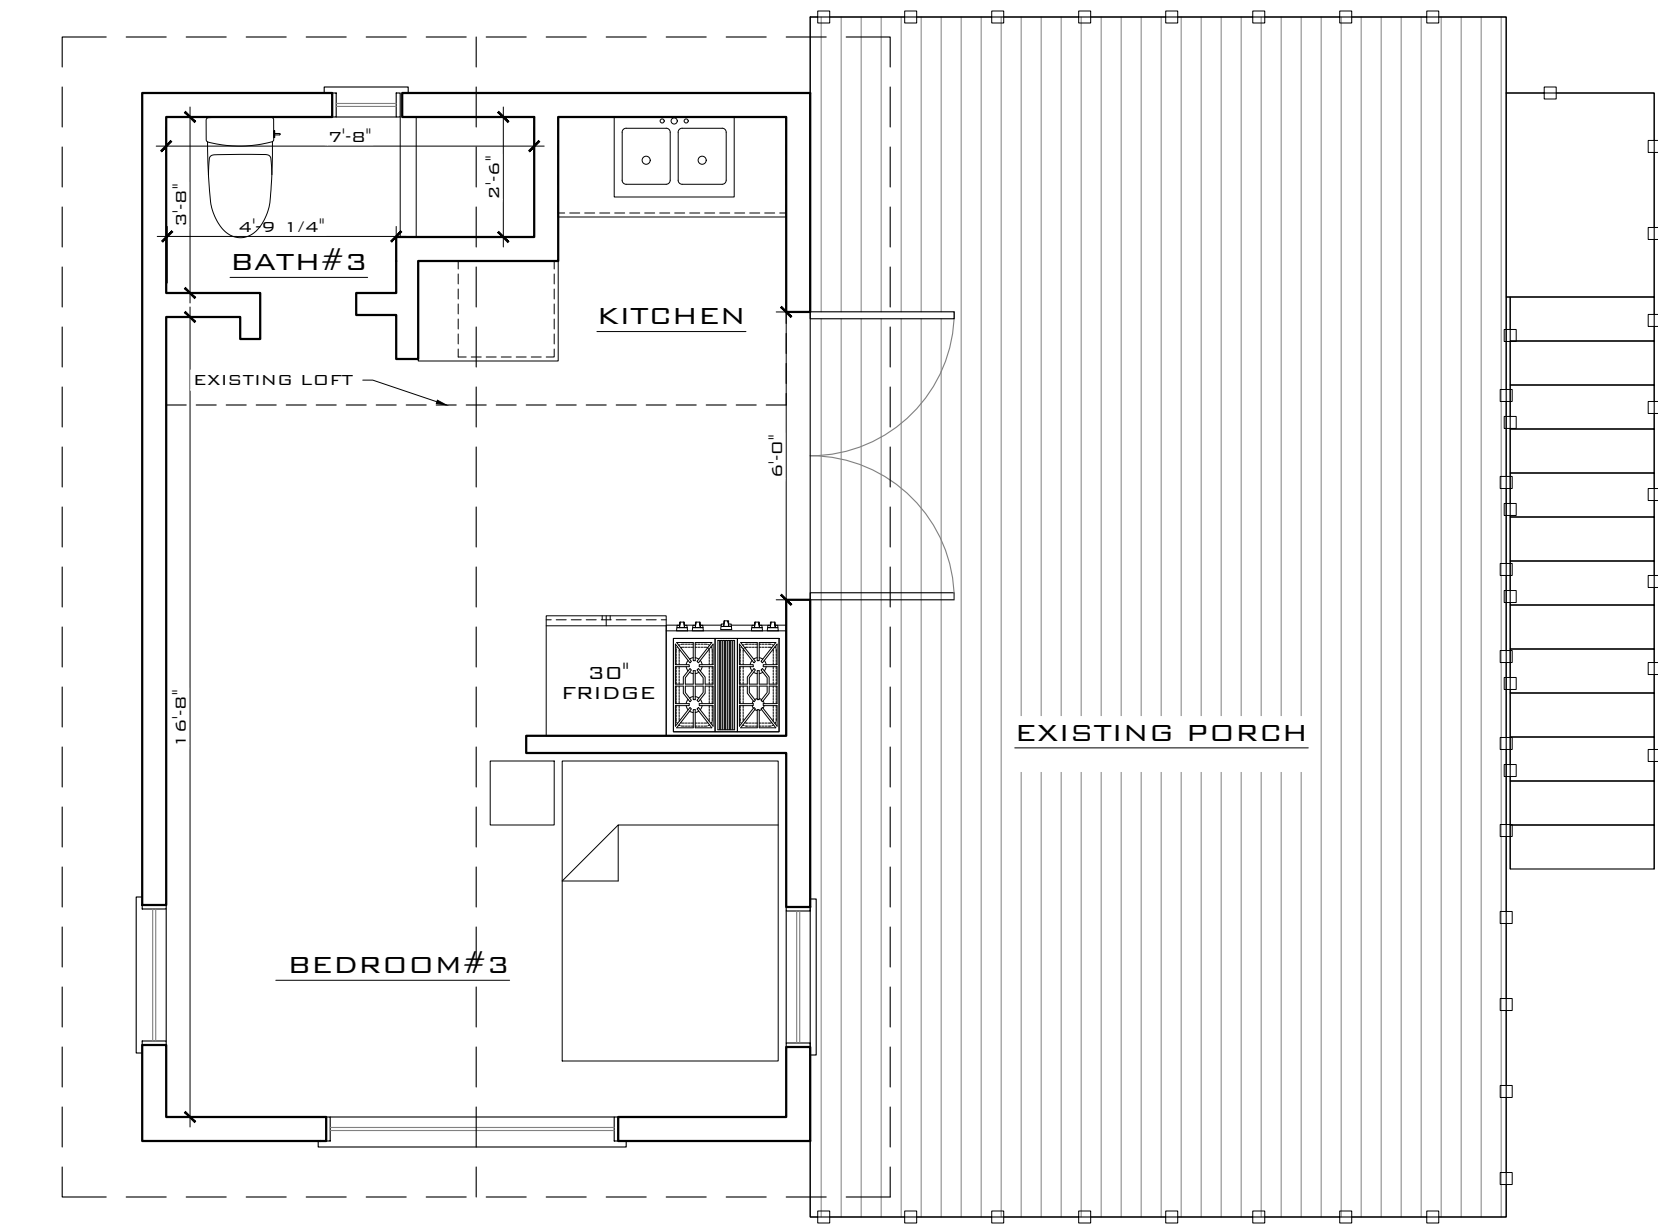 7'-8"
3'-8"
2'-6"
4'-9 1/4"
BATH#3
KITCHEN
EXISTING LOFT
6'-0"
30"
FRIDGE
16'-8"
EXISTING PORCH
BEDROOM#3